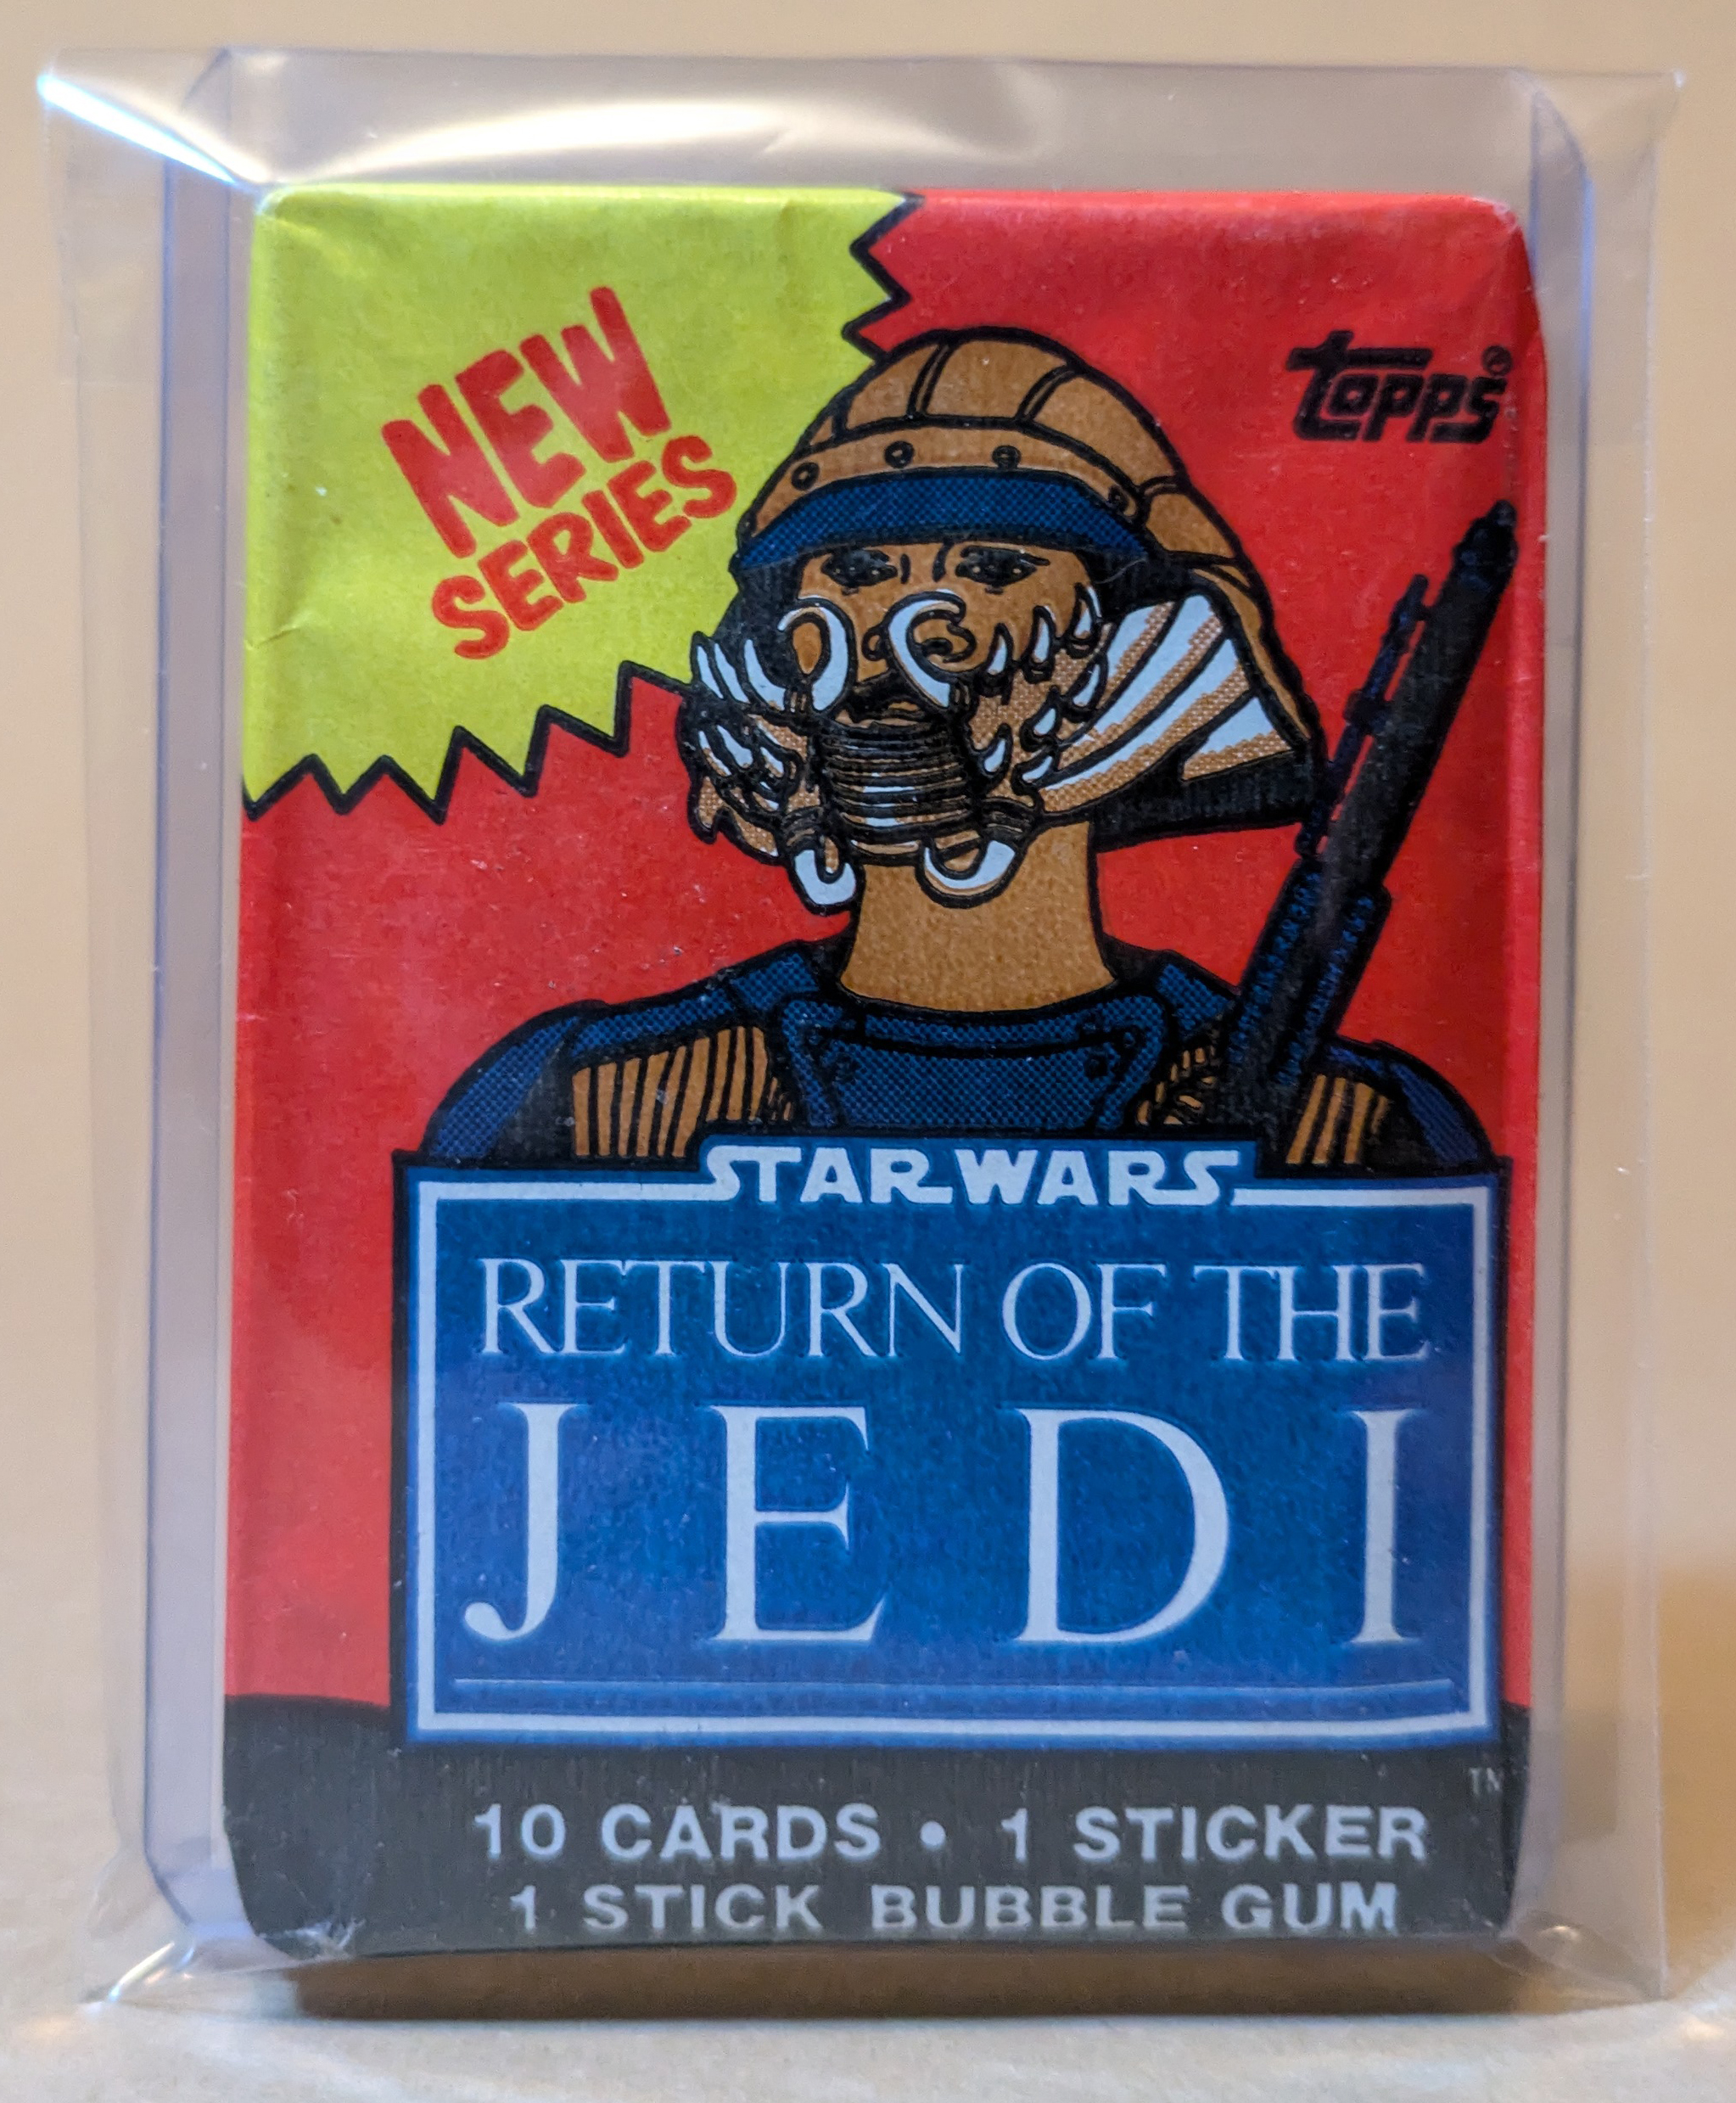 NEW
SERIES
topps®
STAR WARS
RETURN OF THE
JEDI
TM
10 CARDS • 1 STICKER
1 STICK BUBBLE GUM